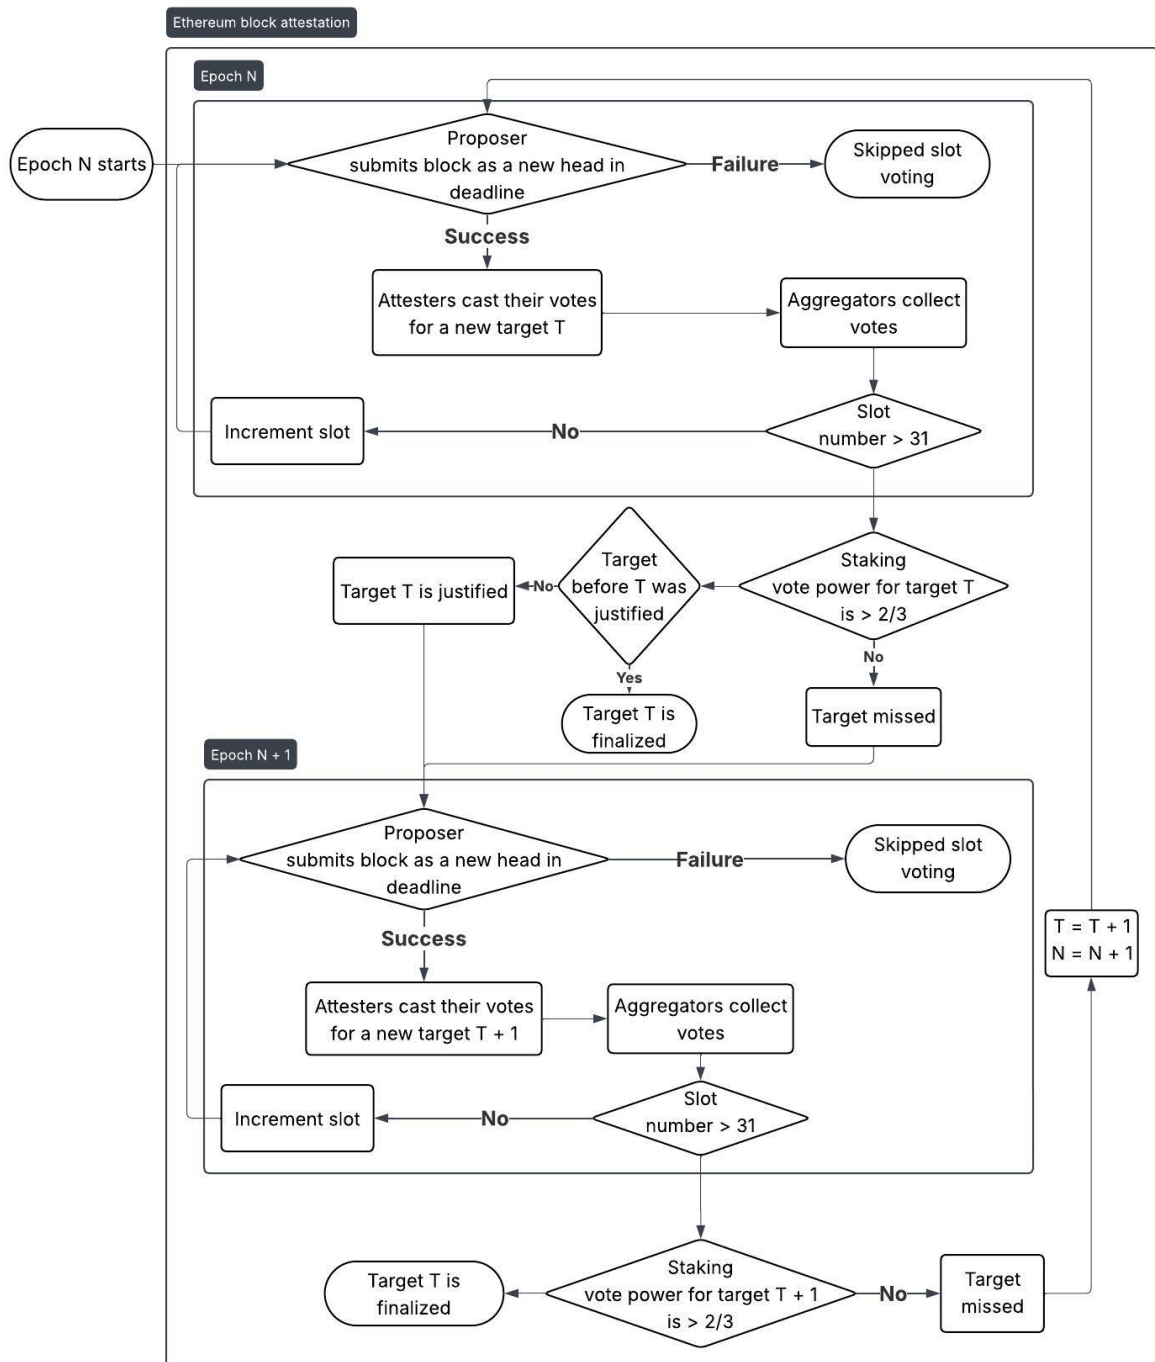 Ethereum block attestation
Epoch N
Epoch N starts
Proposer
submits block as a new head in
deadline
Failure
Skipped slot
voting
Success
Attesters cast their votes
for a new target T
Aggregators collect
votes
Increment slot
No
Slot
number > 31
Target T is justified
No
Target
before T was
justified
Staking
vote power for target T
is > 2/3
Yes
No
Target T is
finalized
Target missed
Epoch N + 1
Proposer
submits block as a new head in
deadline
Failure
Skipped slot
voting
T = T + 1
N = N + 1
Success
Attesters cast their votes
for a new target T + 1
Aggregators collect
votes
Increment slot
No
Slot
number > 31
Target T is
finalized
Staking
vote power for target T + 1
is > 2/3
No
Target
missed